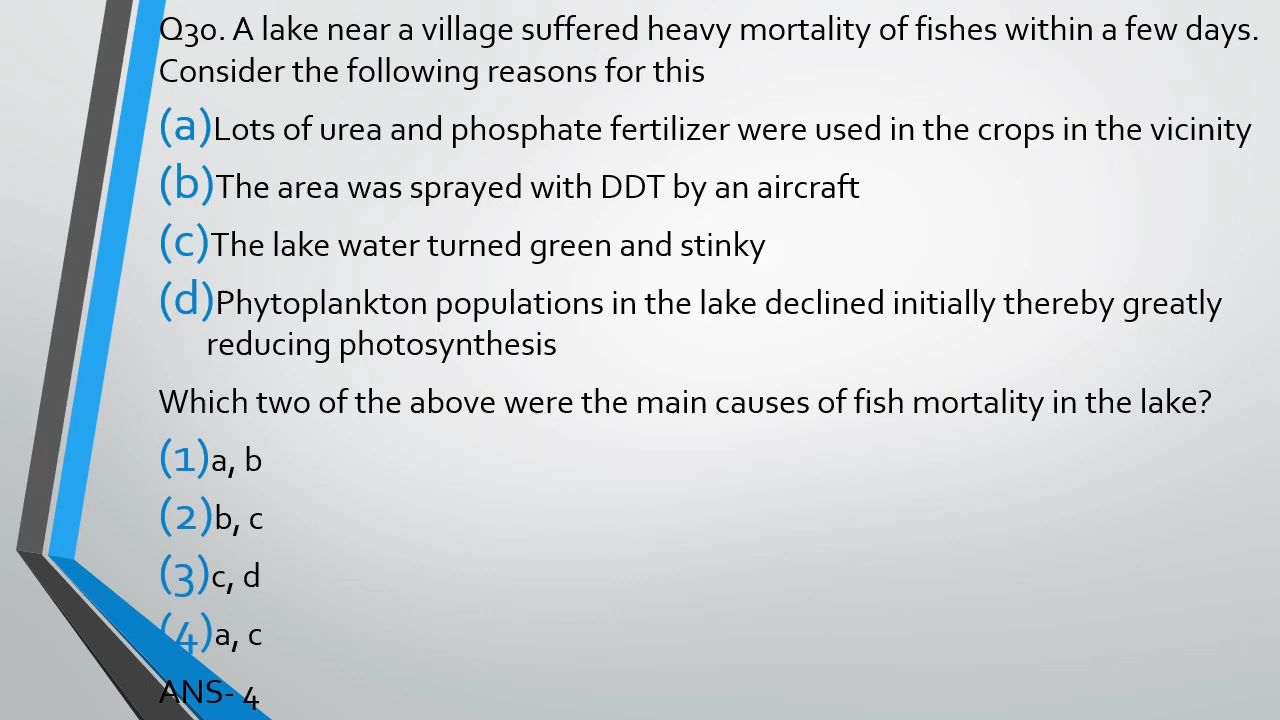 Q30. A lake near a village suffered heavy mortality of fishes within a few days.
Consider the following reasons for this
(a)Lots of urea and phosphate fertilizer were used in the crops in the vicinity
(b)The area was sprayed with DDT by an aircraft
(c)The lake water turned green and stinky
(d)Phytoplankton populations in the lake declined initially thereby greatly
reducing photosynthesis
Which two of the above were the main causes of fish mortality in the lake?
(1)a, b
(2)b, c
(3)c, d
(4)a, c
ANS- 4